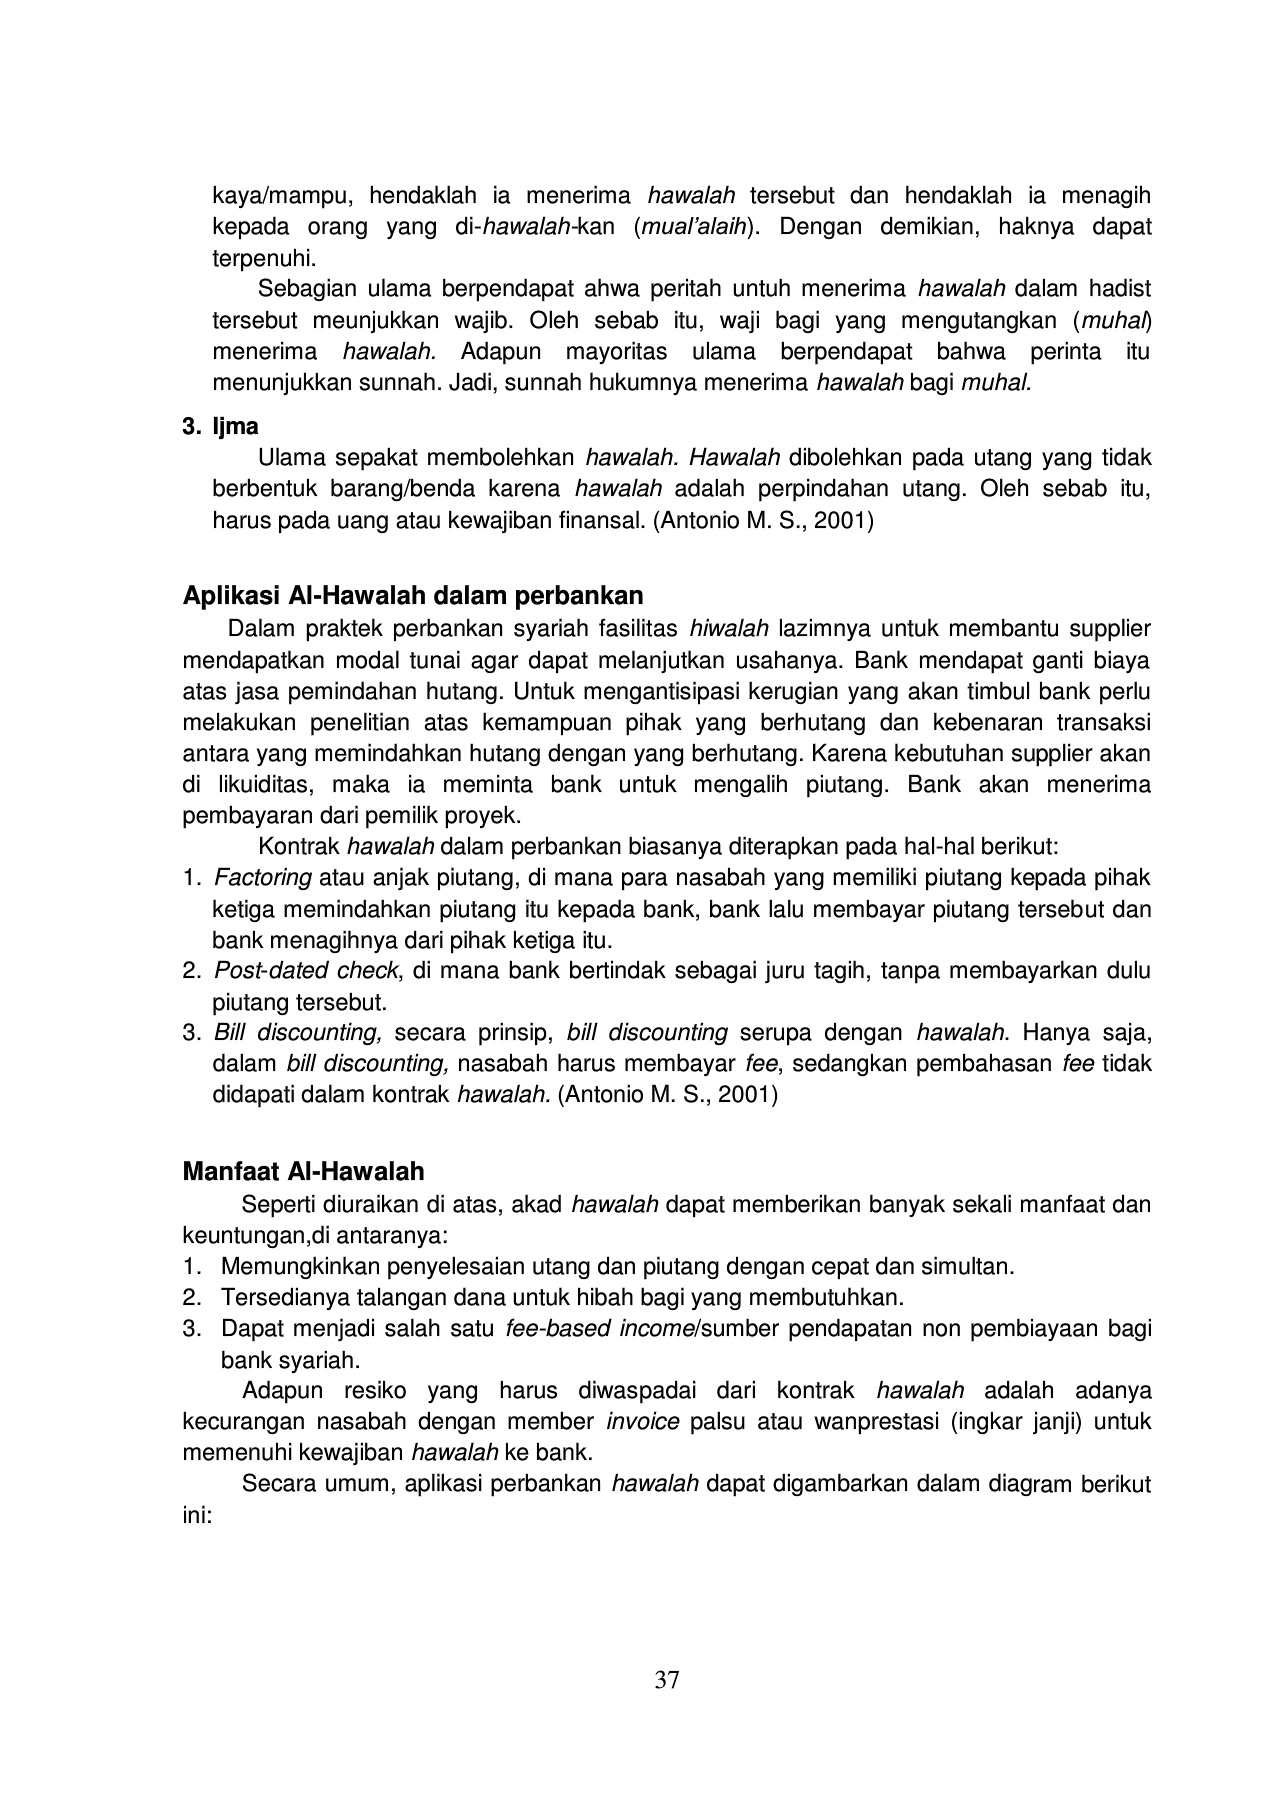 kaya/mampu, hendaklah ia menerima hawalah tersebut dan hendaklah ia menagih
kepada orang yang di-hawalah-kan (mual’alaih). Dengan demikian, haknya dapat
terpenuhi.
Sebagian ulama berpendapat ahwa peritah untuh menerima hawalah dalam hadist
tersebut meunjukkan wajib. Oleh sebab itu, waji bagi yang mengutangkan (muhal)
menerima hawalah. Adapun mayoritas ulama berpendapat bahwa perinta itu
menunjukkan sunnah. Jadi, sunnah hukumnya menerima hawalah bagi muhal.
3. Ijma
Ulama sepakat membolehkan hawalah. Hawalah dibolehkan pada utang yang tidak
berbentuk barang/benda karena hawalah adalah perpindahan utang. Oleh sebab itu,
harus pada uang atau kewajiban finansal. (Antonio M. S., 2001)
Aplikasi Al-Hawalah dalam perbankan
Dalam praktek perbankan syariah fasilitas hiwalah lazimnya untuk membantu supplier
mendapatkan modal tunai agar dapat melanjutkan usahanya. Bank mendapat ganti biaya
atas jasa pemindahan hutang. Untuk mengantisipasi kerugian yang akan timbul bank perlu
melakukan penelitian atas kemampuan pihak yang berhutang dan kebenaran transaksi
antara yang memindahkan hutang dengan yang berhutang. Karena kebutuhan supplier akan
di likuiditas, maka ia meminta bank untuk mengalih piutang. Bank akan menerima
pembayaran dari pemilik proyek.
Kontrak hawalah dalam perbankan biasanya diterapkan pada hal-hal berikut:
1. Factoring atau anjak piutang, di mana para nasabah yang memiliki piutang kepada pihak
ketiga memindahkan piutang itu kepada bank, bank lalu membayar piutang tersebut dan
bank menagihnya dari pihak ketiga itu.
2. Post-dated check, di mana bank bertindak sebagai juru tagih, tanpa membayarkan dulu
piutang tersebut.
3. Bill discounting, secara prinsip, bill discounting serupa dengan hawalah. Hanya saja,
dalam bill discounting, nasabah harus membayar fee, sedangkan pembahasan fee tidak
didapati dalam kontrak hawalah. (Antonio M. S., 2001)
Manfaat Al-Hawalah
Seperti diuraikan di atas, akad hawalah dapat memberikan banyak sekali manfaat dan
keuntungan,di antaranya:
1. Memungkinkan penyelesaian utang dan piutang dengan cepat dan simultan.
2. Tersedianya talangan dana untuk hibah bagi yang membutuhkan.
3. Dapat menjadi salah satu fee-based income/sumber pendapatan non pembiayaan bagi
bank syariah.
Adapun resiko yang harus diwaspadai dari kontrak hawalah adalah adanya
kecurangan nasabah dengan member invoice palsu atau wanprestasi (ingkar janji) untuk
memenuhi kewajiban hawalah ke bank.
Secara umum, aplikasi perbankan hawalah dapat digambarkan dalam diagram berikut
ini:
37